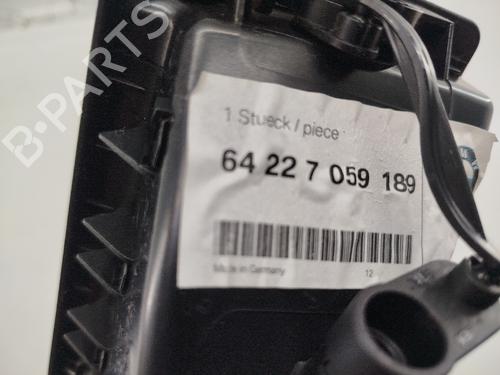 B-PARTS
1 Stueck / piece
64 22 7 059 189
Made in Germany
12